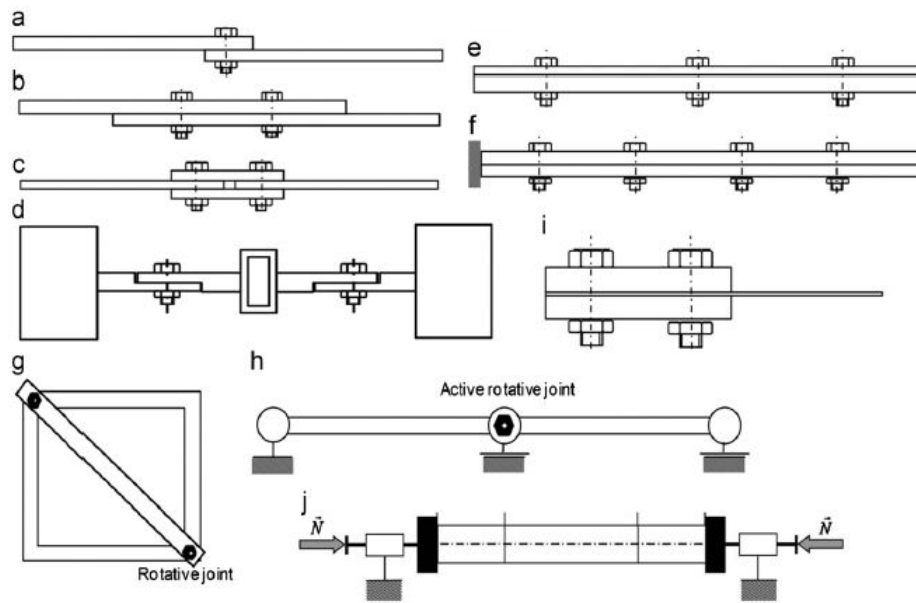 a
b
c
d
e
f
i
g
Rotative joint
h
Active rotative joint
j
N⃗
N⃗